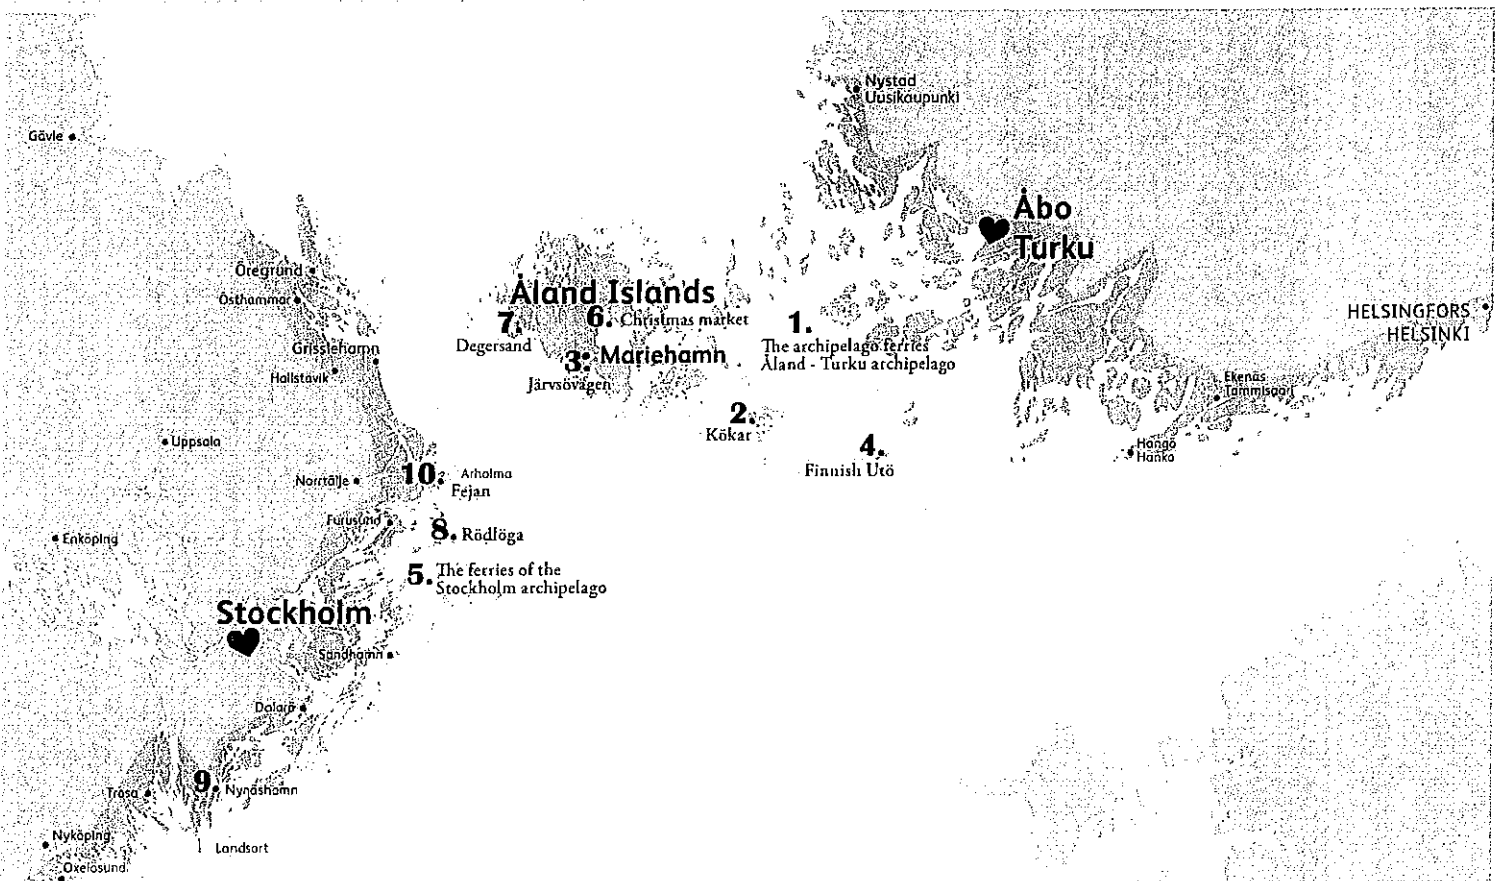 Nystad
Uusikaupunki
Gävle
Åbo
Turku
Öregrund
Östhammar
Åland Islands
7.
Degersand
6. Christmas market
1.
The archipelago ferries
Åland - Turku archipelago
HELSINGFORS
HELSINKI
Grisslehamn
Hallstavik
3. Mariehamn
Järvsövägen
Ekenäs
Tammisaari
2.
Kökar
4.
Finnish Utö
Hangö
Hanko
Uppsala
Norrtälje
10. Arholma
Fejan
Furusund
8. Rödlöga
Enköping
5. The ferries of the
Stockholm archipelago
Stockholm
Sandhamn
Dalarö
9. Nynäshamn
Trosa
Nyköping
Landsort
Oxelösund